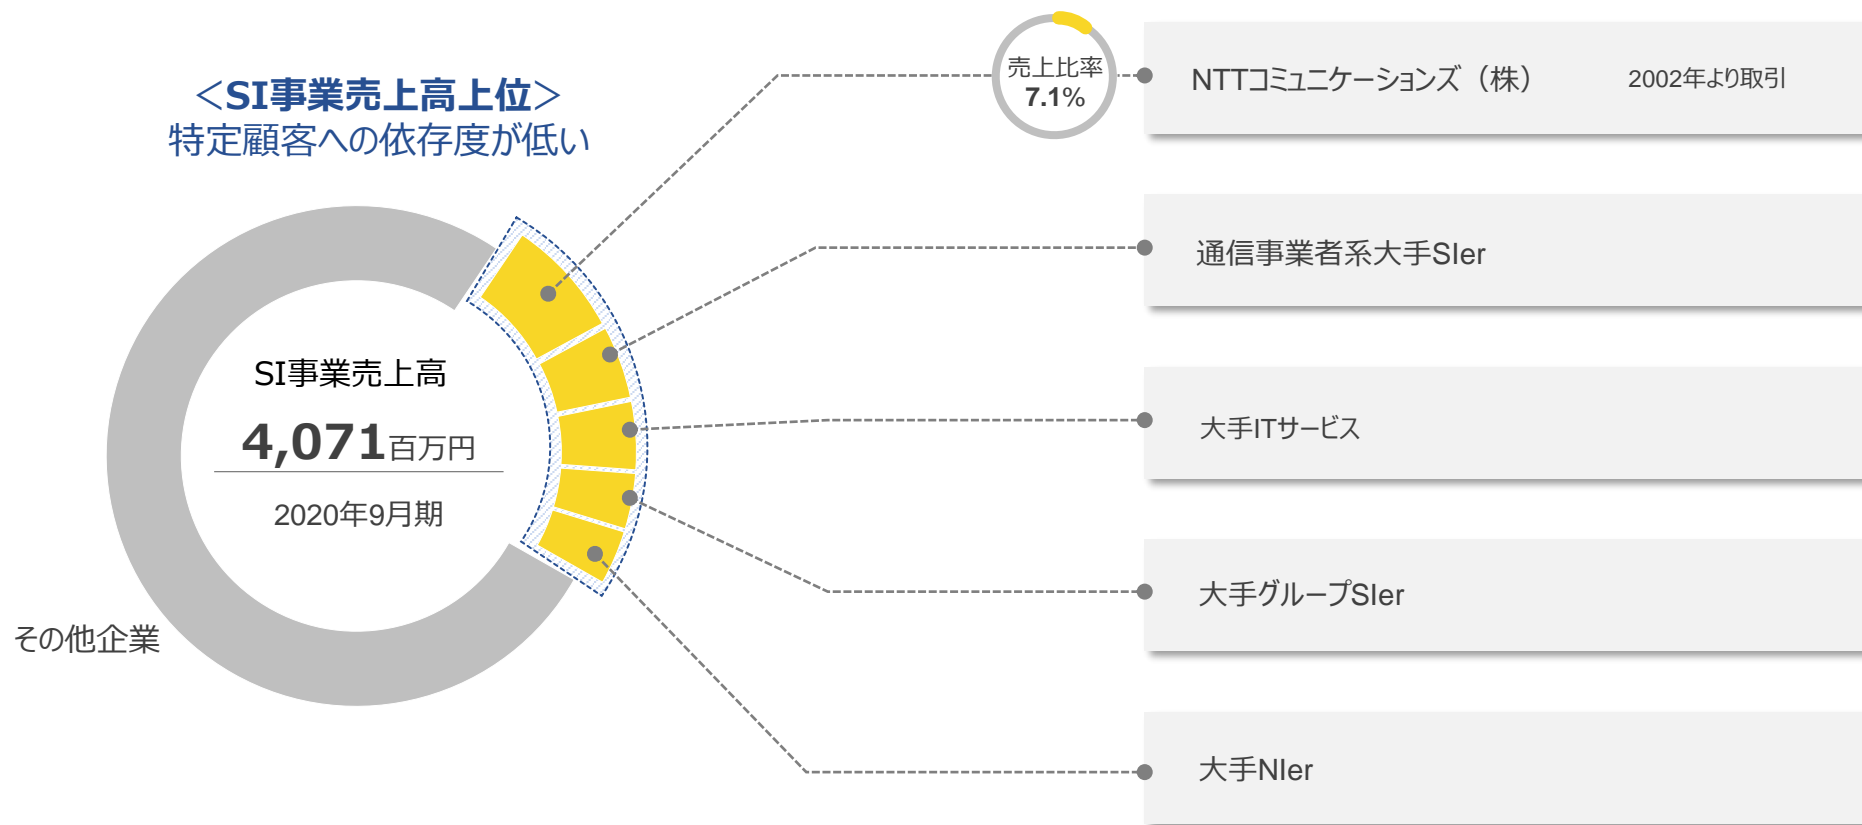 <SI事業売上高上位>
特定顧客への依存度が低い
SI事業売上高
4,071百万円
2020年9月期
その他企業
売上比率
7.1%
NTTコミュニケーションズ（株） 2002年より取引
通信事業者系大手SIer
大手ITサービス
大手グループSIer
大手NIer